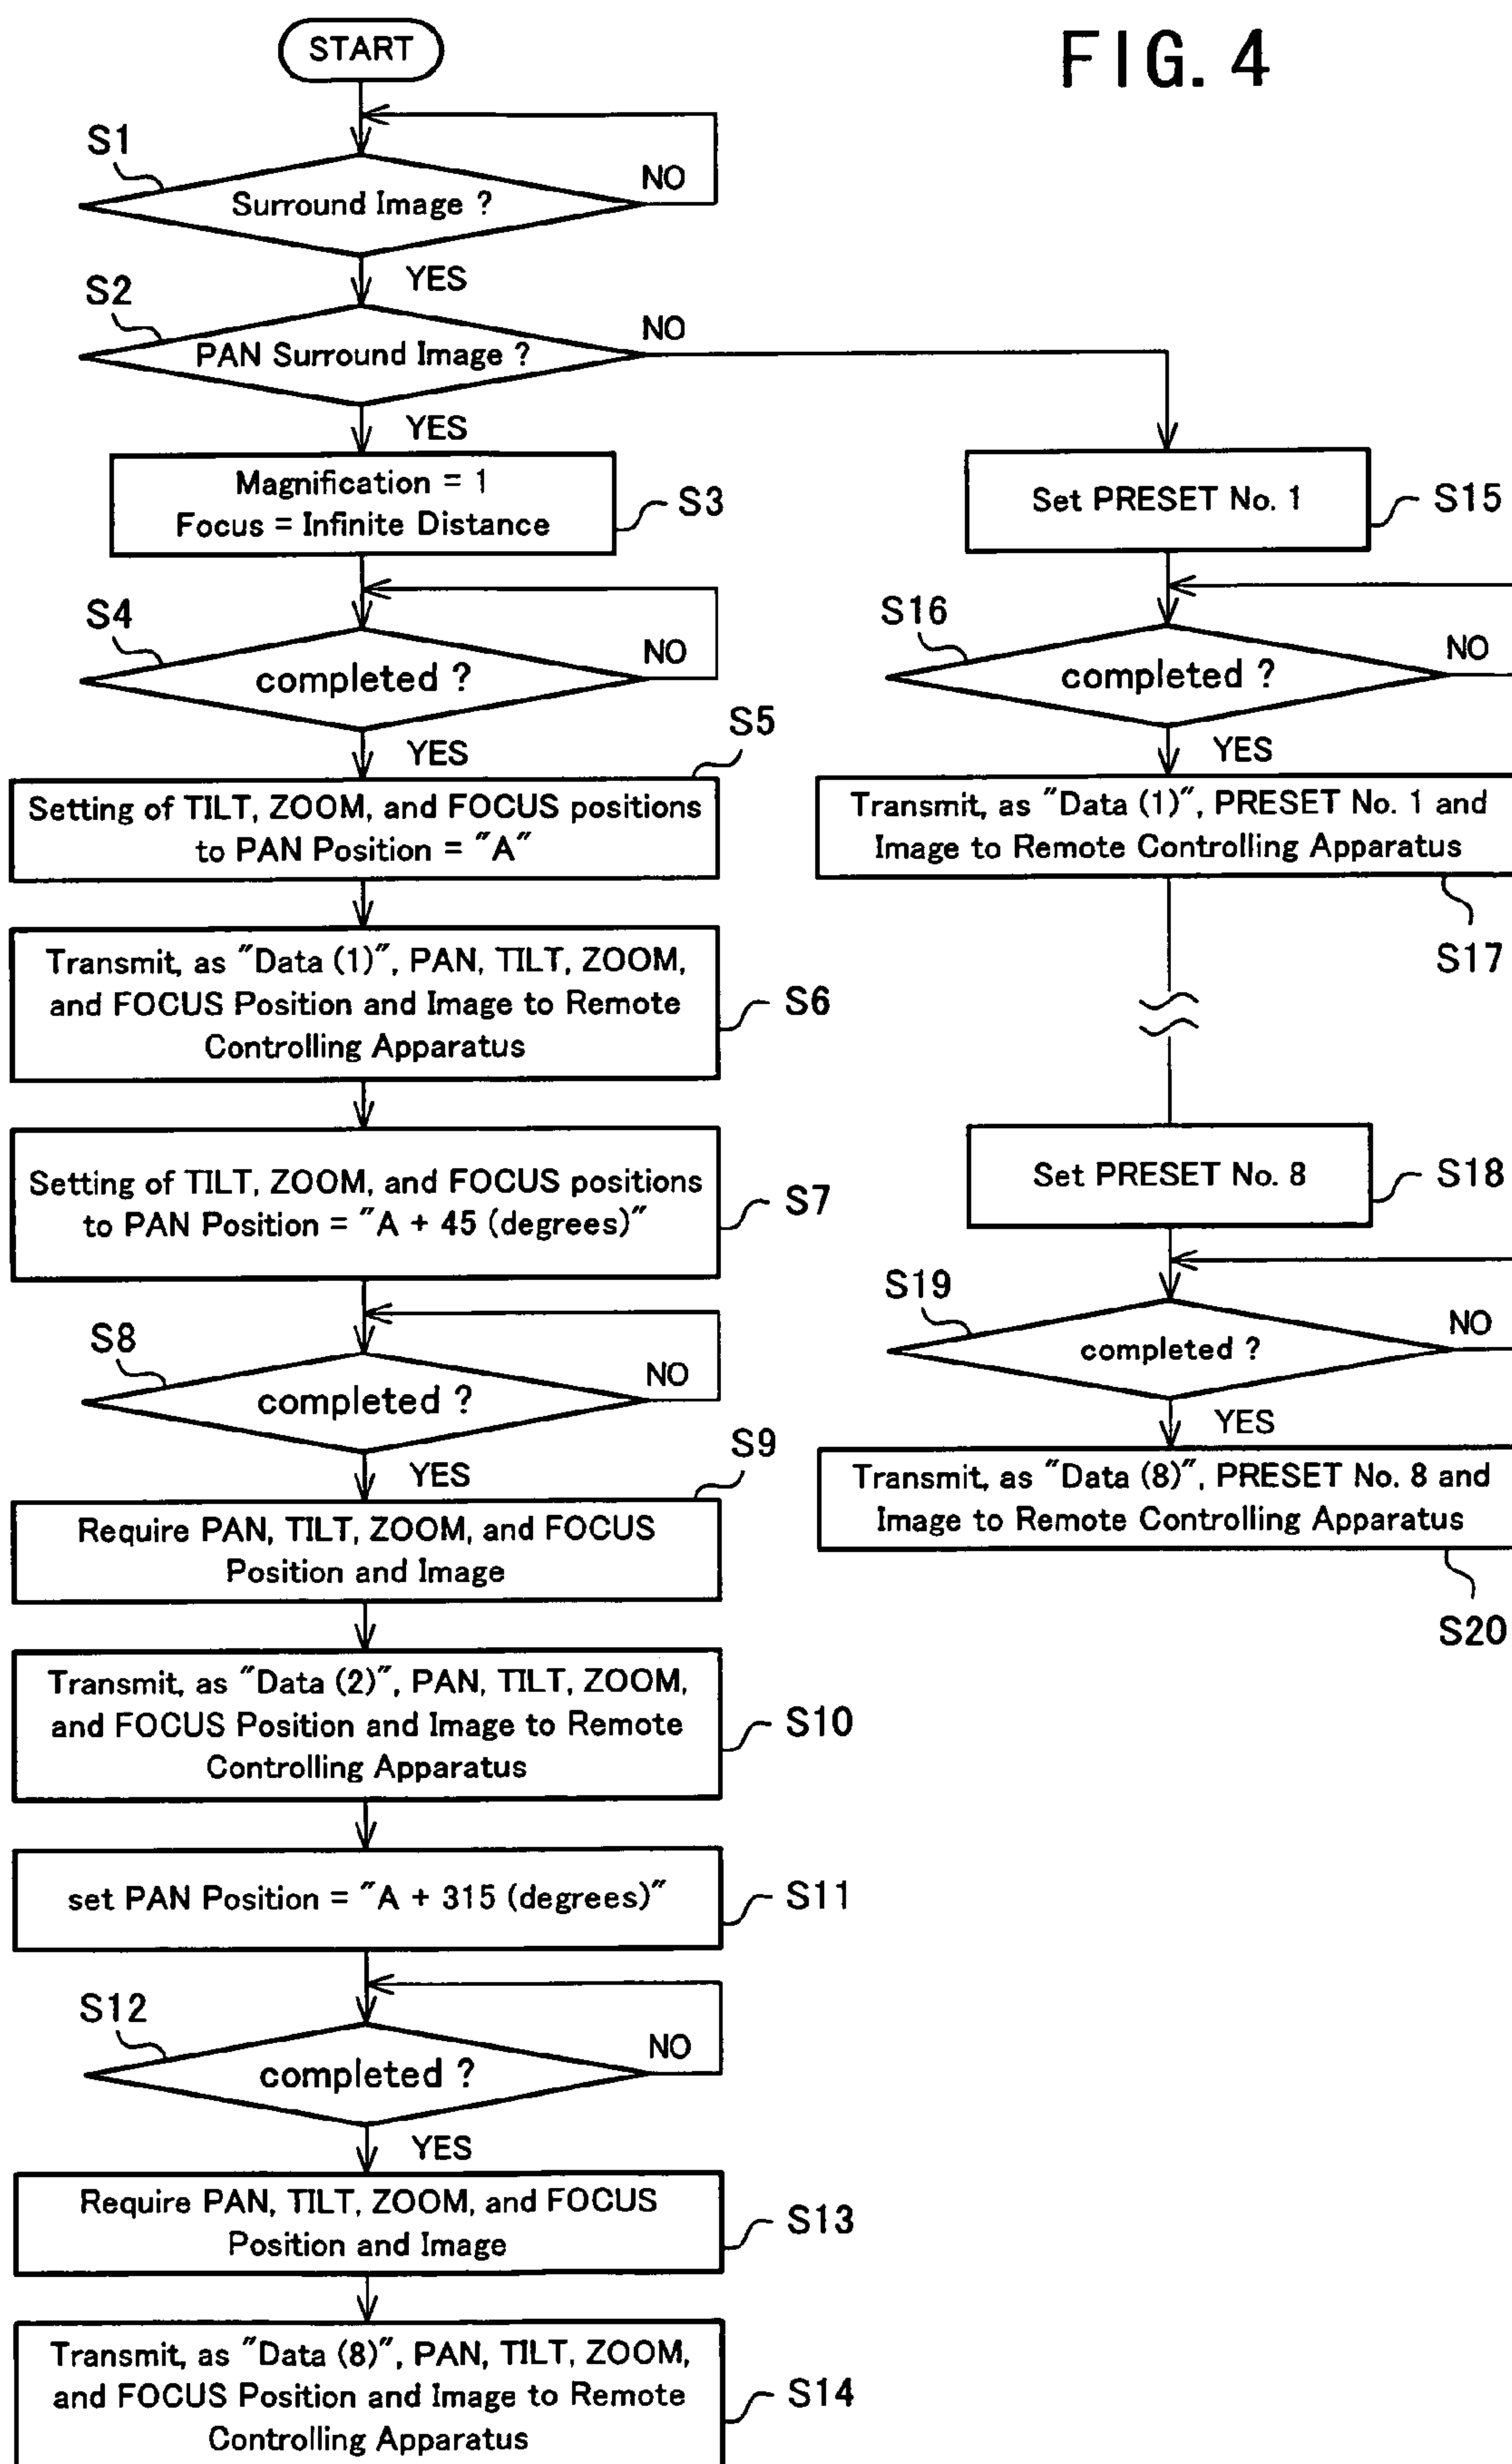 FIG. 4
START
S1
Surround Image ?
NO
YES
S2
PAN Surround Image ?
NO
YES
Magnification = 1
Focus = Infinite Distance
S3
S4
completed ?
NO
YES
S5
Setting of TILT, ZOOM, and FOCUS positions
to PAN Position = "A"
Transmit, as "Data (1)", PAN, TILT, ZOOM,
and FOCUS Position and Image to Remote
Controlling Apparatus
S6
Setting of TILT, ZOOM, and FOCUS positions
to PAN Position = "A + 45 (degrees)"
S7
S8
completed ?
NO
YES
S9
Require PAN, TILT, ZOOM, and FOCUS
Position and Image
Transmit, as "Data (2)", PAN, TILT, ZOOM,
and FOCUS Position and Image to Remote
Controlling Apparatus
S10
set PAN Position = "A + 315 (degrees)"
S11
S12
completed ?
NO
YES
Require PAN, TILT, ZOOM, and FOCUS
Position and Image
S13
Transmit, as "Data (8)", PAN, TILT, ZOOM,
and FOCUS Position and Image to Remote
Controlling Apparatus
S14
Set PRESET No. 1
S15
S16
completed ?
NO
YES
Transmit, as "Data (1)", PRESET No. 1 and
Image to Remote Controlling Apparatus
S17
Set PRESET No. 8
S18
S19
completed ?
NO
YES
Transmit, as "Data (8)", PRESET No. 8 and
Image to Remote Controlling Apparatus
S20